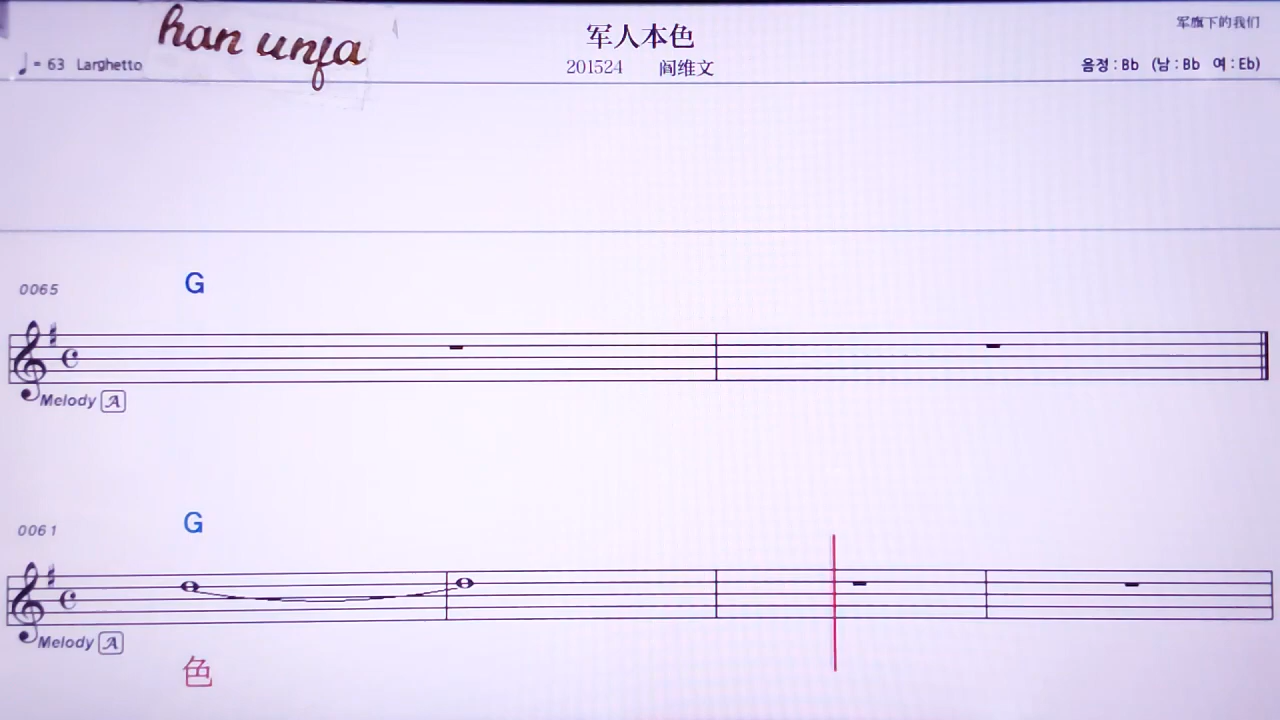 han unja
♩= 63 Larghetto
军人本色
201524 阎维文
军旗下的我们
음정 : Bb (남 : Bb 여 : Eb)
0065
G
Melody A
0061
G
Melody A
色